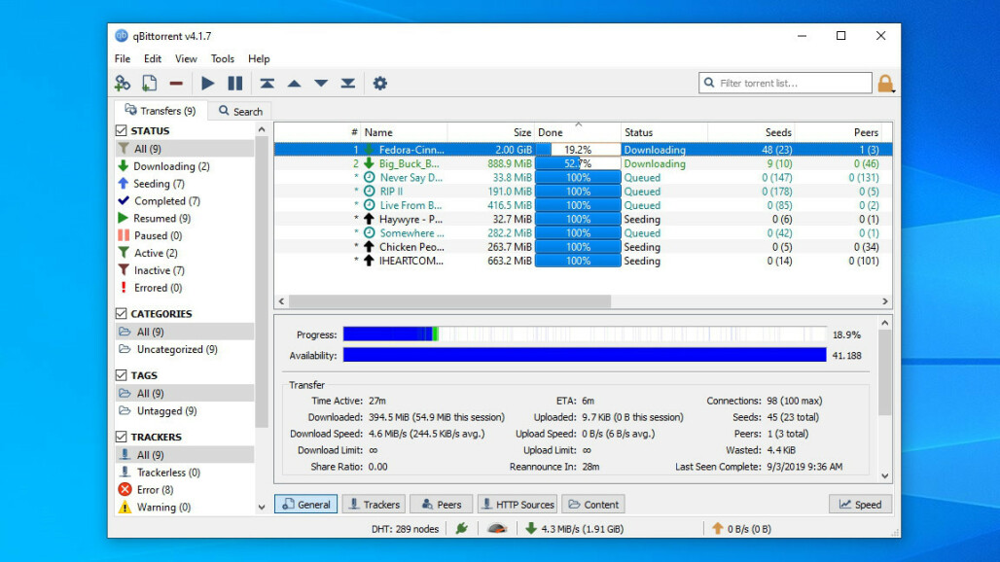 qBittorrent v4.1.7
File Edit View Tools Help
Filter torrent list...
Transfers (9) Search
STATUS
All (9)
Downloading (2)
Seeding (7)
Completed (7)
Resumed (9)
Paused (0)
Active (2)
Inactive (7)
Errored (0)
CATEGORIES
All (9)
Uncategorized (9)
TAGS
All (9)
Untagged (9)
TRACKERS
All (9)
Trackerless (0)
Error (8)
Warning (0)
# Name Size Done Status Seeds Peers
1 Fedora-Cinn... 2.00 GiB 19.2% Downloading 48 (23) 1 (3)
2 Big_Buck_B... 888.9 MiB 52.7% Downloading 9 (10) 0 (46)
* Never Say D... 33.8 MiB 100% Queued 0 (147) 0 (131)
* RIP II 191.0 MiB 100% Queued 0 (178) 0 (5)
* Live From B... 416.5 MiB 100% Queued 0 (85) 0 (2)
* Haywyre - P... 32.7 MiB 100% Seeding 0 (6) 0 (1)
* Somewhere ... 282.2 MiB 100% Queued 0 (42) 0 (1)
* Chicken Peo... 263.7 MiB 100% Seeding 0 (5) 0 (34)
* IHEARTCOM... 663.2 MiB 100% Seeding 0 (14) 0 (101)
Progress: 18.9%
Availability: 41.188
Transfer
Time Active: 27m ETA: 6m Connections: 98 (100 max)
Downloaded: 394.5 MiB (54.9 MiB this session) Uploaded: 9.7 KiB (0 B this session) Seeds: 45 (23 total)
Download Speed: 4.6 MiB/s (244.5 KiB/s avg.) Upload Speed: 0 B/s (6 B/s avg.) Peers: 1 (3 total)
Download Limit: ∞ Upload Limit: ∞ Wasted: 4.4 KiB
Share Ratio: 0.00 Reannounce In: 28m Last Seen Complete: 9/3/2019 9:36 AM
General Trackers Peers HTTP Sources Content Speed
DHT: 289 nodes 4.3 MiB/s (1.91 GiB) 0 B/s (0 B)